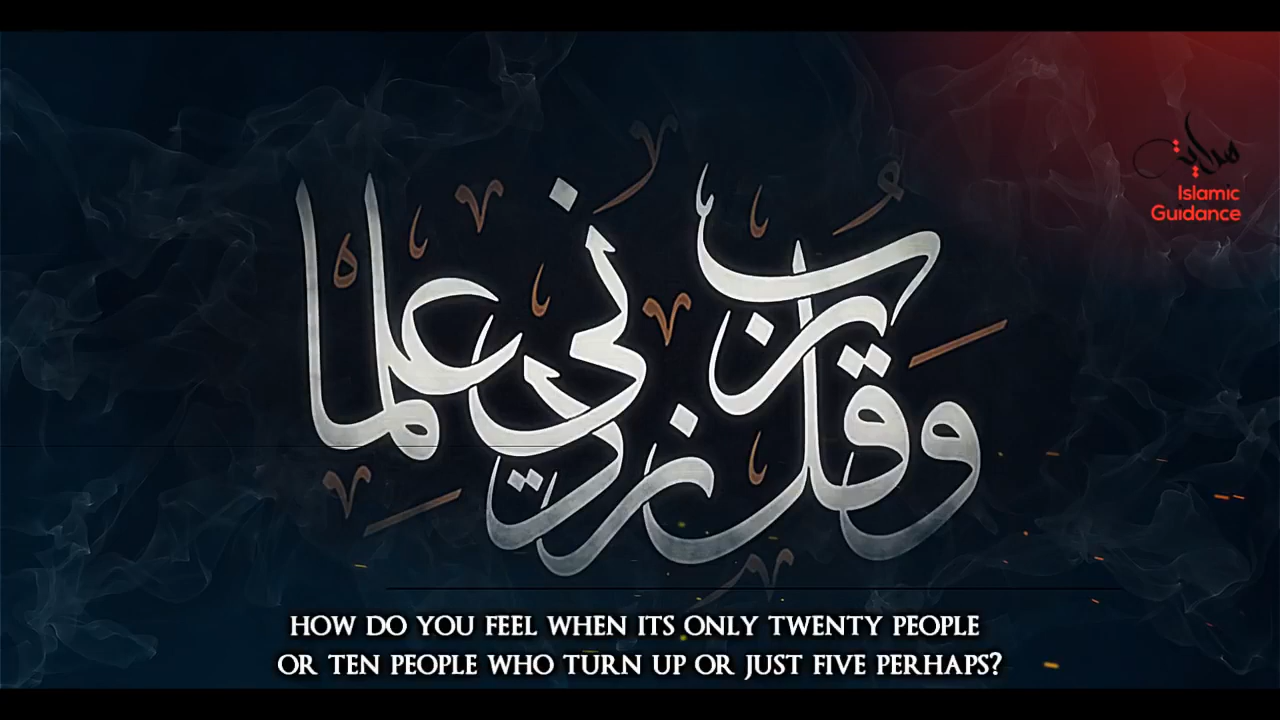 وقل رب زدني علما
هداية
Islamic
Guidance
HOW DO YOU FEEL WHEN ITS ONLY TWENTY PEOPLE
OR TEN PEOPLE WHO TURN UP OR JUST FIVE PERHAPS?